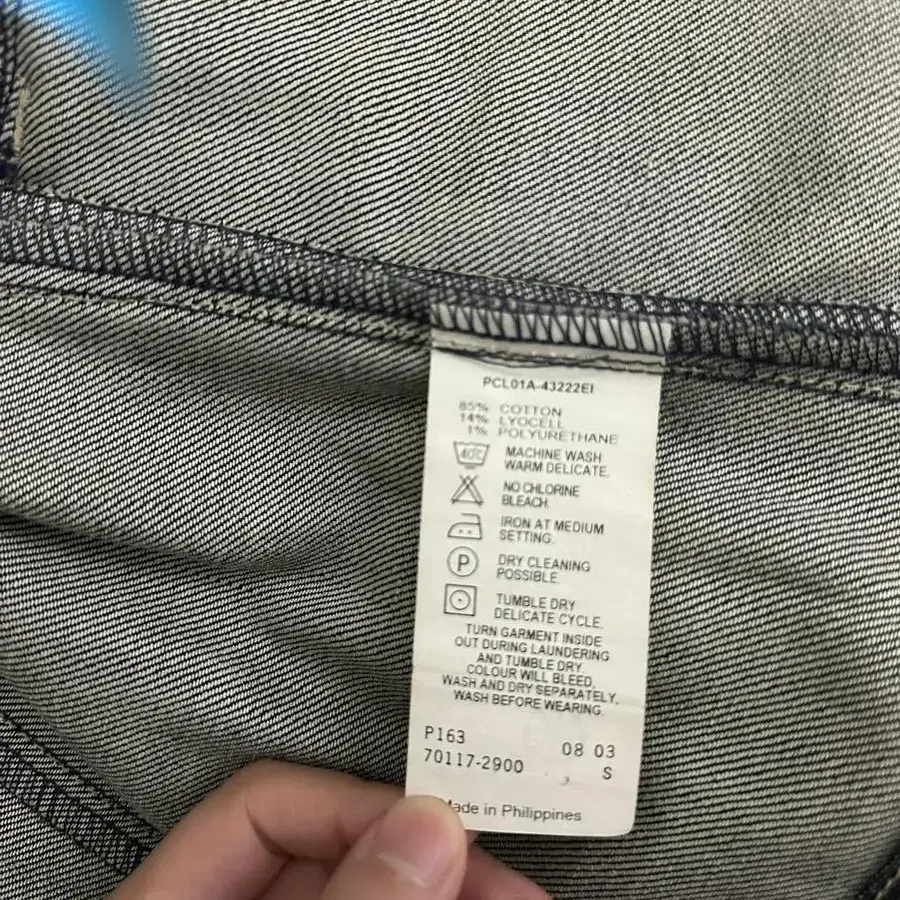 PCL01A-43222EI
85% COTTON
14% LYOCELL
1% POLYURETHANE
40°C MACHINE WASH
WARM DELICATE.
NO CHLORINE
BLEACH.
IRON AT MEDIUM
SETTING.
P DRY CLEANING
POSSIBLE.
TUMBLE DRY
DELICATE CYCLE.
TURN GARMENT INSIDE
OUT DURING LAUNDERING
AND TUMBLE DRY.
COLOUR WILL BLEED,
WASH AND DRY SEPARATELY.
WASH BEFORE WEARING.
P163 08 03
70117-2900 S
Made in Philippines